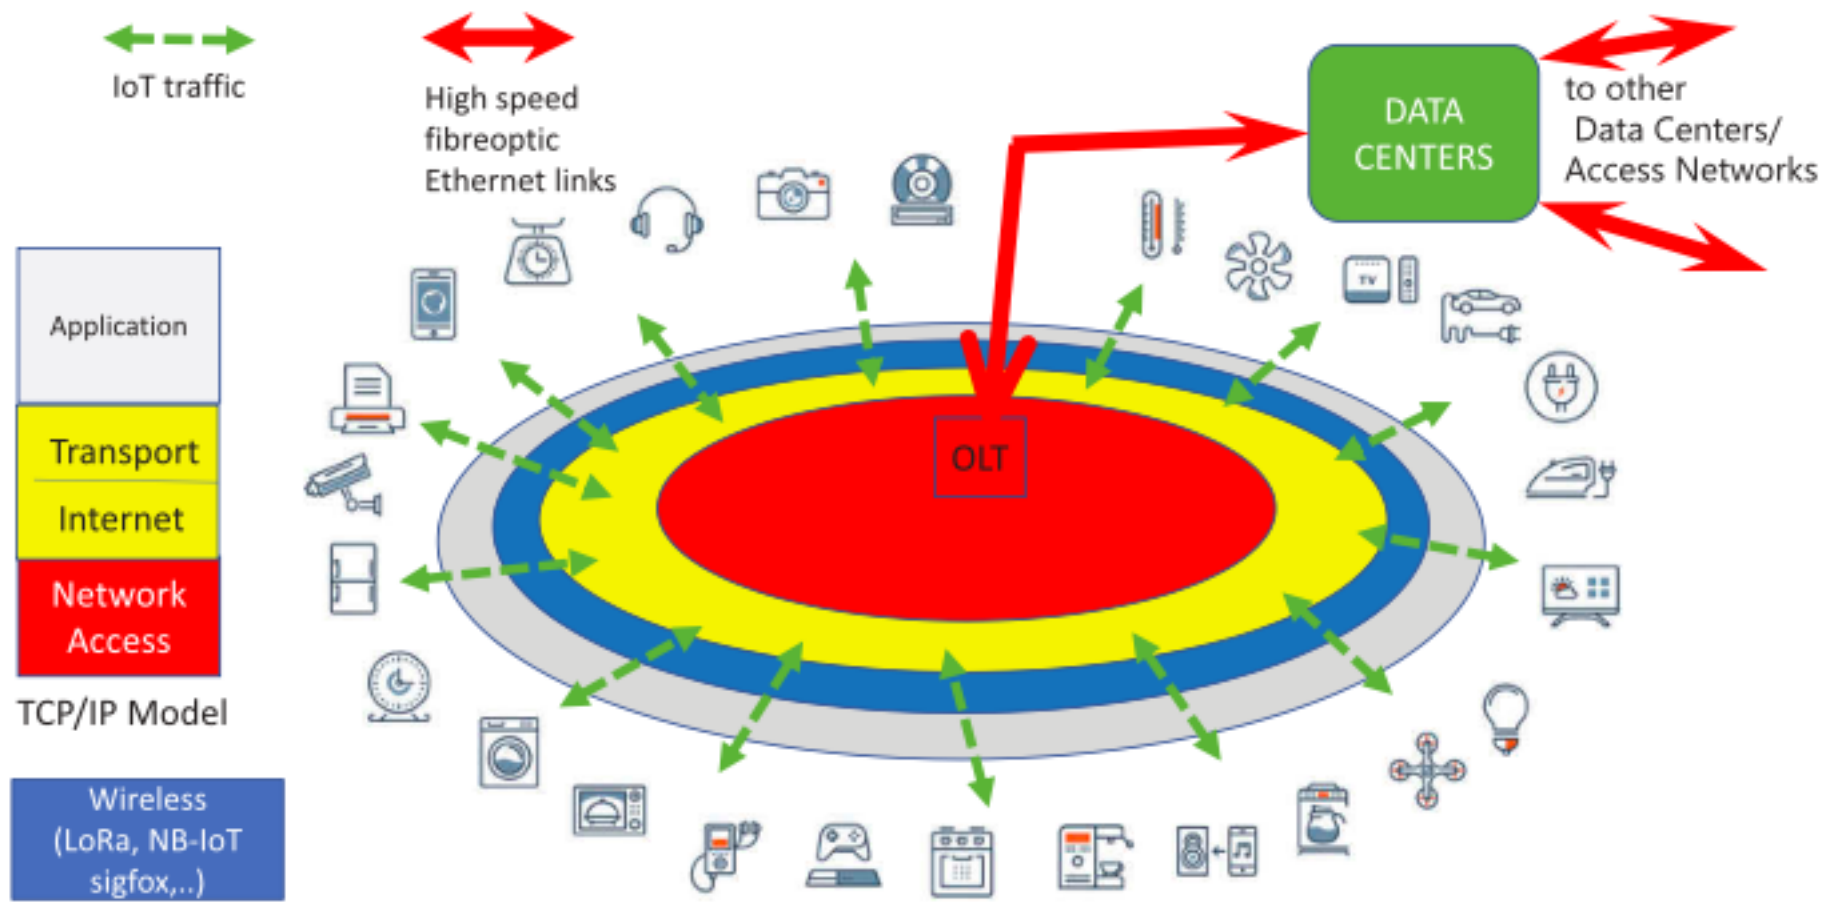 IoT traffic
High speed
fibreoptic
Ethernet links
DATA
CENTERS
to other
Data Centers/
Access Networks
TV
Application
Transport
Internet
Network
Access
TCP/IP Model
Wireless
(LoRa, NB-IoT
sigfox,..)
OLT